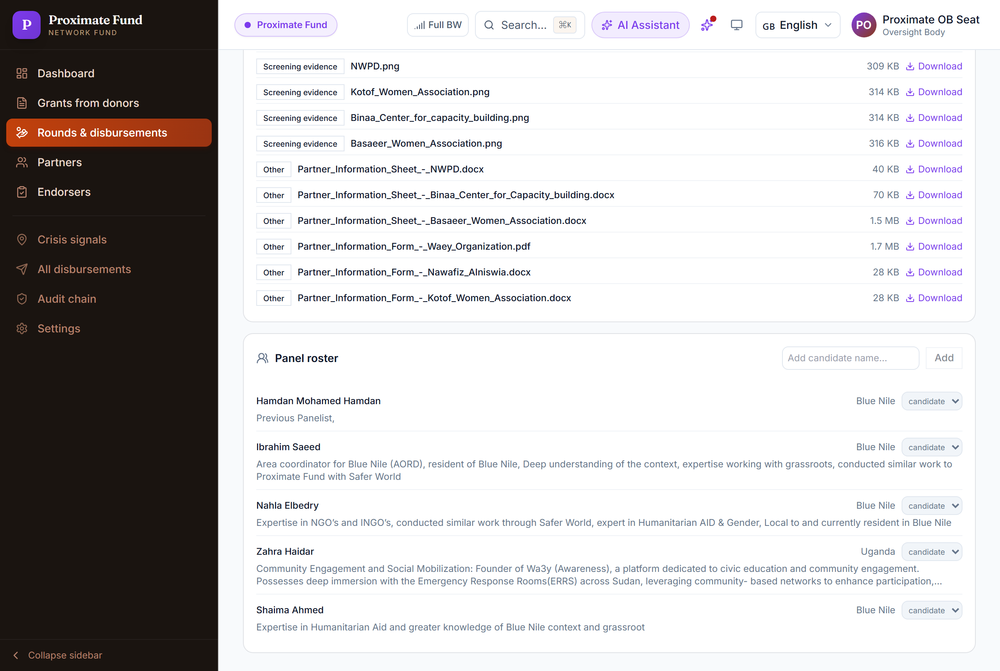 P
Proximate Fund
NETWORK FUND
Dashboard
Grants from donors
Rounds & disbursements
Partners
Endorsers
Crisis signals
All disbursements
Audit chain
Settings
Collapse sidebar
Proximate Fund
Full BW
Search... ⌘K
AI Assistant
GB English
PO
Proximate OB Seat
Oversight Body
Screening evidence NWPD.png 309 KB Download
Screening evidence Kotof_Women_Association.png 314 KB Download
Screening evidence Binaa_Center_for_capacity_building.png 314 KB Download
Screening evidence Basaeer_Women_Association.png 316 KB Download
Other Partner_Information_Sheet_-_NWPD.docx 40 KB Download
Other Partner_Information_Sheet_-_Binaa_Center_for_Capacity_building.docx 70 KB Download
Other Partner_Information_Sheet_-_Basaeer_Women_Association.docx 1.5 MB Download
Other Partner_Information_Form_-_Waey_Organization.pdf 1.7 MB Download
Other Partner_Information_Form_-_Nawafiz_Alniswia.docx 28 KB Download
Other Partner_Information_Form_-_Kotof_Women_Association.docx 28 KB Download
Panel roster
Add candidate name... Add
Hamdan Mohamed Hamdan Blue Nile candidate
Previous Panelist,
Ibrahim Saeed Blue Nile candidate
Area coordinator for Blue Nile (AORD), resident of Blue Nile, Deep understanding of the context, expertise working with grassroots, conducted similar work to
Proximate Fund with Safer World
Nahla Elbedry Blue Nile candidate
Expertise in NGO’s and INGO’s, conducted similar work through Safer World, expert in Humanitarian AID & Gender, Local to and currently resident in Blue Nile
Zahra Haidar Uganda candidate
Community Engagement and Social Mobilization: Founder of Wa3y (Awareness), a platform dedicated to civic education and community engagement.
Possesses deep immersion with the Emergency Response Rooms(ERRS) across Sudan, leveraging community- based networks to enhance participation,...
Shaima Ahmed Blue Nile candidate
Expertise in Humanitarian Aid and greater knowledge of Blue Nile context and grassroot